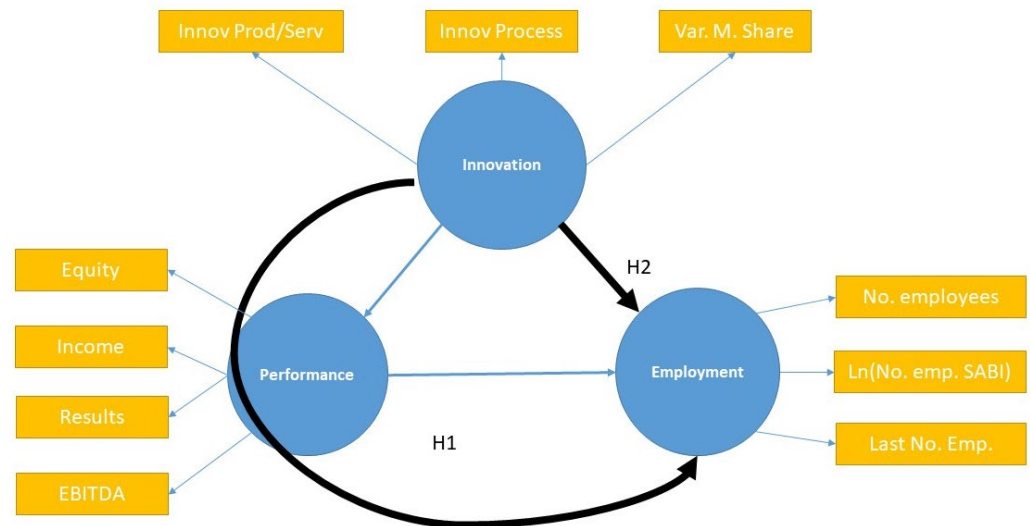 Innov Prod/Serv
Innov Process
Var. M. Share
Innovation
H2
Equity
Income
Results
EBITDA
Performance
Employment
No. employees
Ln(No. emp. SABI)
Last No. Emp.
H1